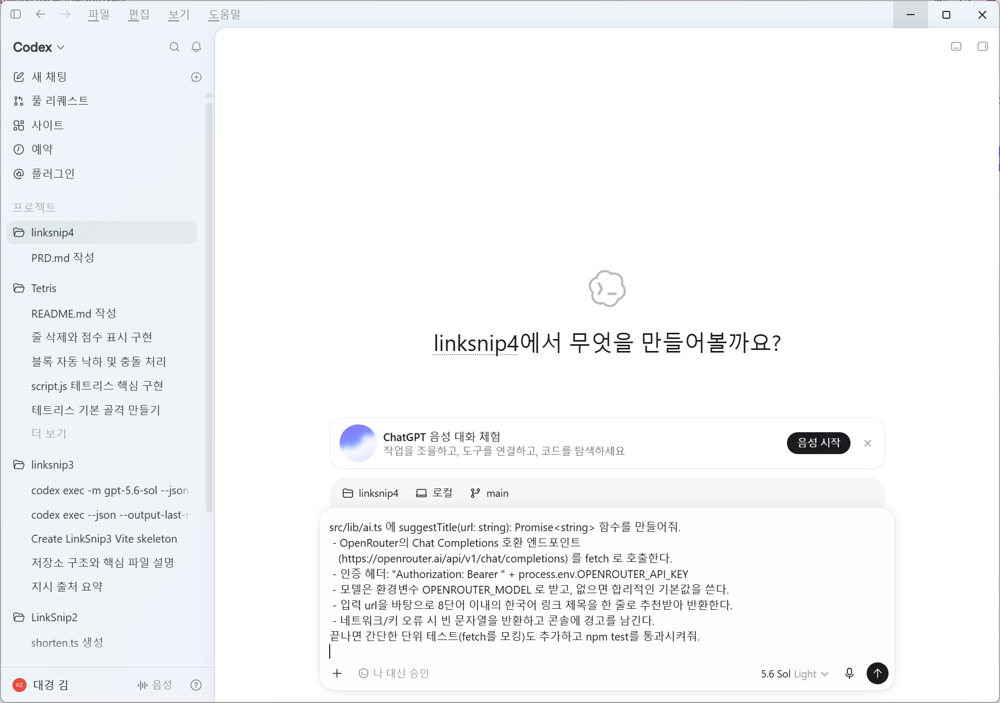 파일 편집 보기 도움말
Codex
새 채팅
풀 리퀘스트
사이트
예약
플러그인
프로젝트
linksnip4
PRD.md 작성
Tetris
README.md 작성
줄 삭제와 점수 표시 구현
블록 자동 낙하 및 충돌 처리
script.js 테트리스 핵심 구현
테트리스 기본 골격 만들기
더 보기
linksnip3
codex exec -m gpt-5.6-sol --json
codex exec --json --output-last-
Create LinkSnip3 Vite skeleton
저장소 구조와 핵심 파일 설명
지시 출처 요약
LinkSnip2
shorten.ts 생성
KZ 대경 김 음성
linksnip4에서 무엇을 만들어볼까요?
ChatGPT 음성 대화 체험
작업을 조율하고, 도구를 연결하고, 코드를 탐색하세요
음성 시작
linksnip4 로컬 main
src/lib/ai.ts 에 suggestTitle(url: string): Promise<string> 함수를 만들어줘.
- OpenRouter의 Chat Completions 호환 엔드포인트
(https://openrouter.ai/api/v1/chat/completions) 를 fetch 로 호출한다.
- 인증 헤더: "Authorization: Bearer " + process.env.OPENROUTER_API_KEY
- 모델은 환경변수 OPENROUTER_MODEL 로 받고, 없으면 합리적인 기본값을 쓴다.
- 입력 url을 바탕으로 8단어 이내의 한국어 링크 제목을 한 줄로 추천받아 반환한다.
- 네트워크/키 오류 시 빈 문자열을 반환하고 콘솔에 경고를 남긴다.
끝나면 간단한 단위 테스트(fetch를 모킹)도 추가하고 npm test를 통과시켜줘.
나 대신 승인
5.6 Sol Light